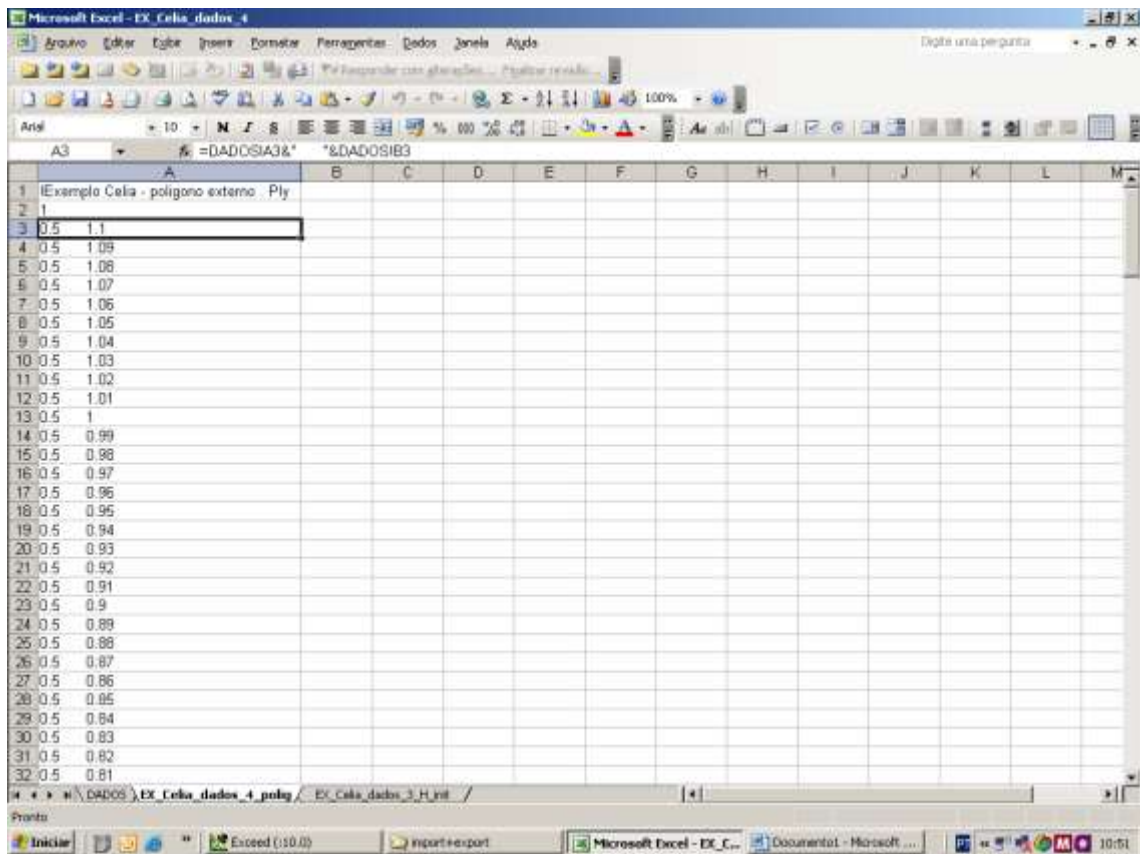 Microsoft Excel - EX_Celia_dados_4
Arquivo Editar Exibir Inserir Formatar Ferramentas Dados Janela Ajuda Digite uma pergunta
Responder com alterações... Finalizar revisão...
100%
Arial 10 N I S % 000
A3 fx =DADOS!A3&" "&DADOS!B3
A B C D E F G H I J K L M
1 !Exemplo Celia - poligono externo . Ply
2 1
3 0.5 1.1
4 0.5 1.09
5 0.5 1.08
6 0.5 1.07
7 0.5 1.06
8 0.5 1.05
9 0.5 1.04
10 0.5 1.03
11 0.5 1.02
12 0.5 1.01
13 0.5 1
14 0.5 0.99
15 0.5 0.98
16 0.5 0.97
17 0.5 0.96
18 0.5 0.95
19 0.5 0.94
20 0.5 0.93
21 0.5 0.92
22 0.5 0.91
23 0.5 0.9
24 0.5 0.89
25 0.5 0.88
26 0.5 0.87
27 0.5 0.86
28 0.5 0.85
29 0.5 0.84
30 0.5 0.83
31 0.5 0.82
32 0.5 0.81
DADOS EX_Celia_dados_4_polig EX_Celia_dados_3_H_init
Pronto
Iniciar Exceed (:10.0) import+export Microsoft Excel - EX_C... Documento1 - Microsoft ... PT 10:51